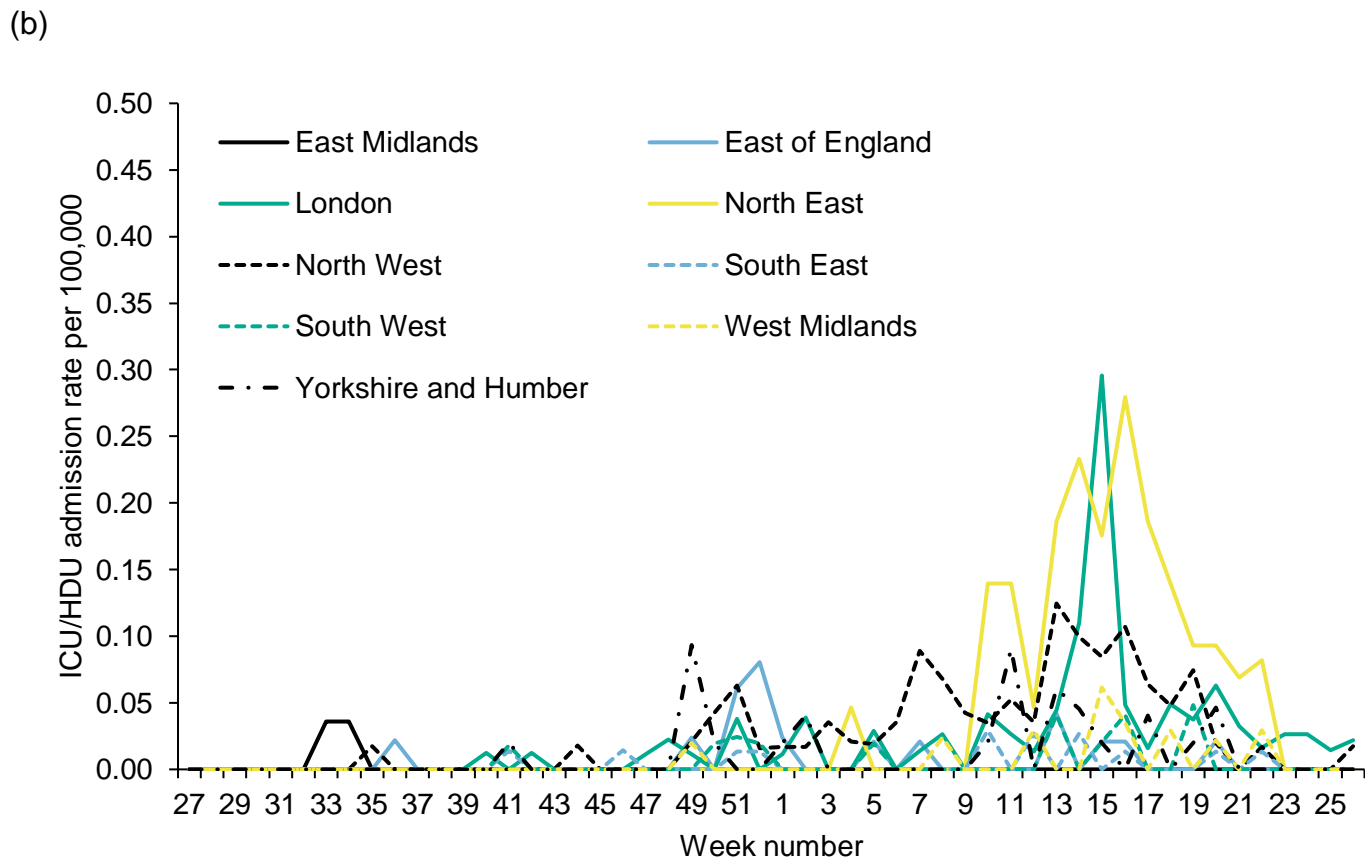 (b)
ICU/HDU admission rate per 100,000
0.50
0.45
0.40
0.35
0.30
0.25
0.20
0.15
0.10
0.05
0.00
East Midlands
East of England
London
North East
North West
South East
South West
West Midlands
Yorkshire and Humber
27 29 31 33 35 37 39 41 43 45 47 49 51 1 3 5 7 9 11 13 15 17 19 21 23 25
Week number